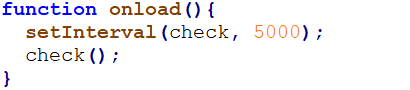 function onload(){
  setInterval(check, 5000);
  check();
}